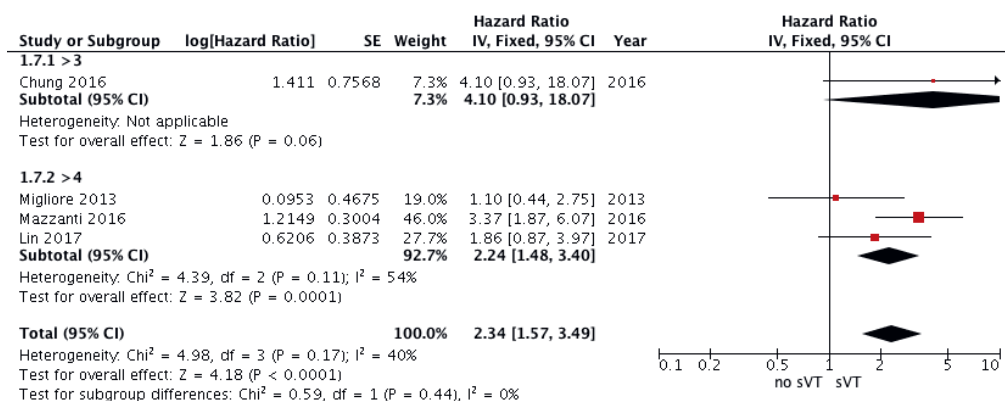 Hazard Ratio Hazard Ratio
Study or Subgroup log[Hazard Ratio] SE Weight IV, Fixed, 95% CI Year IV, Fixed, 95% CI
1.7.1 >3
Chung 2016 1.411 0.7568 7.3% 4.10 [0.93, 18.07] 2016
Subtotal (95% CI) 7.3% 4.10 [0.93, 18.07]
Heterogeneity: Not applicable
Test for overall effect: Z = 1.86 (P = 0.06)
1.7.2 >4
Migliore 2013 0.0953 0.4675 19.0% 1.10 [0.44, 2.75] 2013
Mazzanti 2016 1.2149 0.3004 46.0% 3.37 [1.87, 6.07] 2016
Lin 2017 0.6206 0.3873 27.7% 1.86 [0.87, 3.97] 2017
Subtotal (95% CI) 92.7% 2.24 [1.48, 3.40]
Heterogeneity: Chi² = 4.39, df = 2 (P = 0.11); I² = 54%
Test for overall effect: Z = 3.82 (P = 0.0001)
Total (95% CI) 100.0% 2.34 [1.57, 3.49]
Heterogeneity: Chi² = 4.98, df = 3 (P = 0.17); I² = 40%
Test for overall effect: Z = 4.18 (P < 0.0001)
Test for subgroup differences: Chi² = 0.59, df = 1 (P = 0.44), I² = 0%
0.1 0.2 1 2 5 10
no sVT sVT